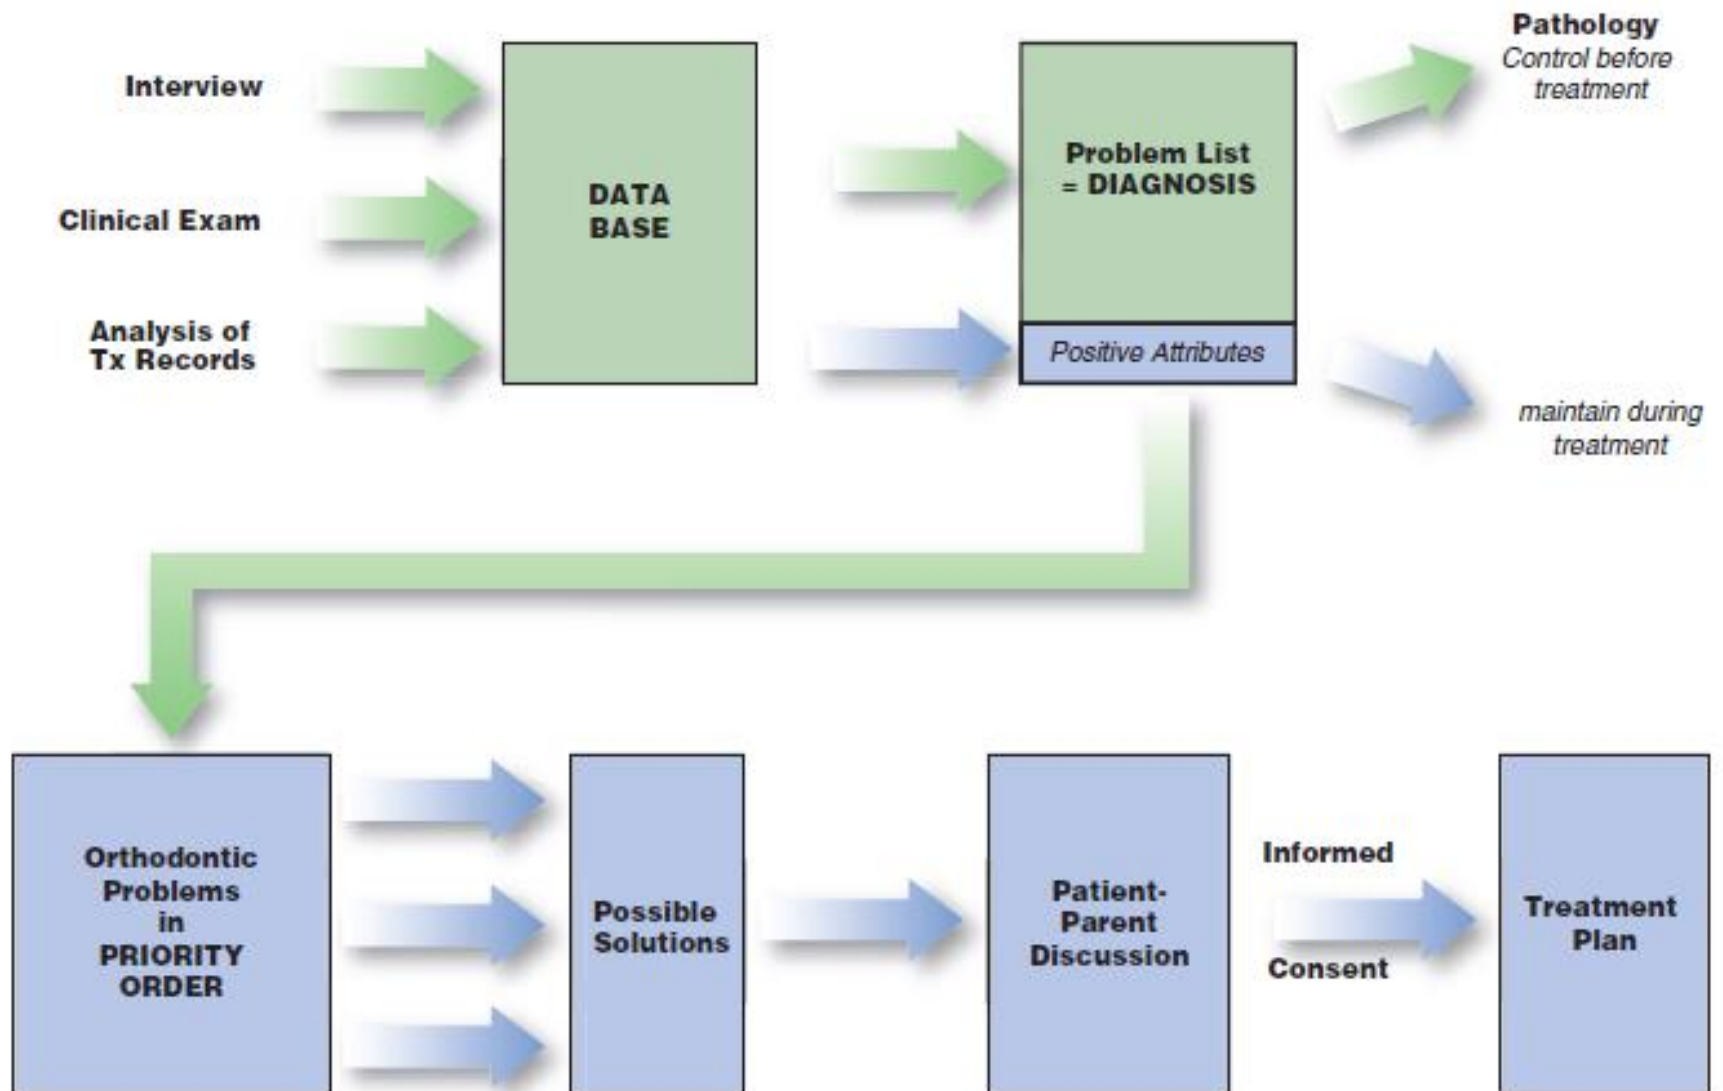 Interview
Clinical Exam
Analysis of
Tx Records
DATA
BASE
Problem List
= DIAGNOSIS
Positive Attributes
Pathology
Control before
treatment
maintain during
treatment
Orthodontic
Problems
in
PRIORITY
ORDER
Possible
Solutions
Patient-
Parent
Discussion
Informed
Consent
Treatment
Plan